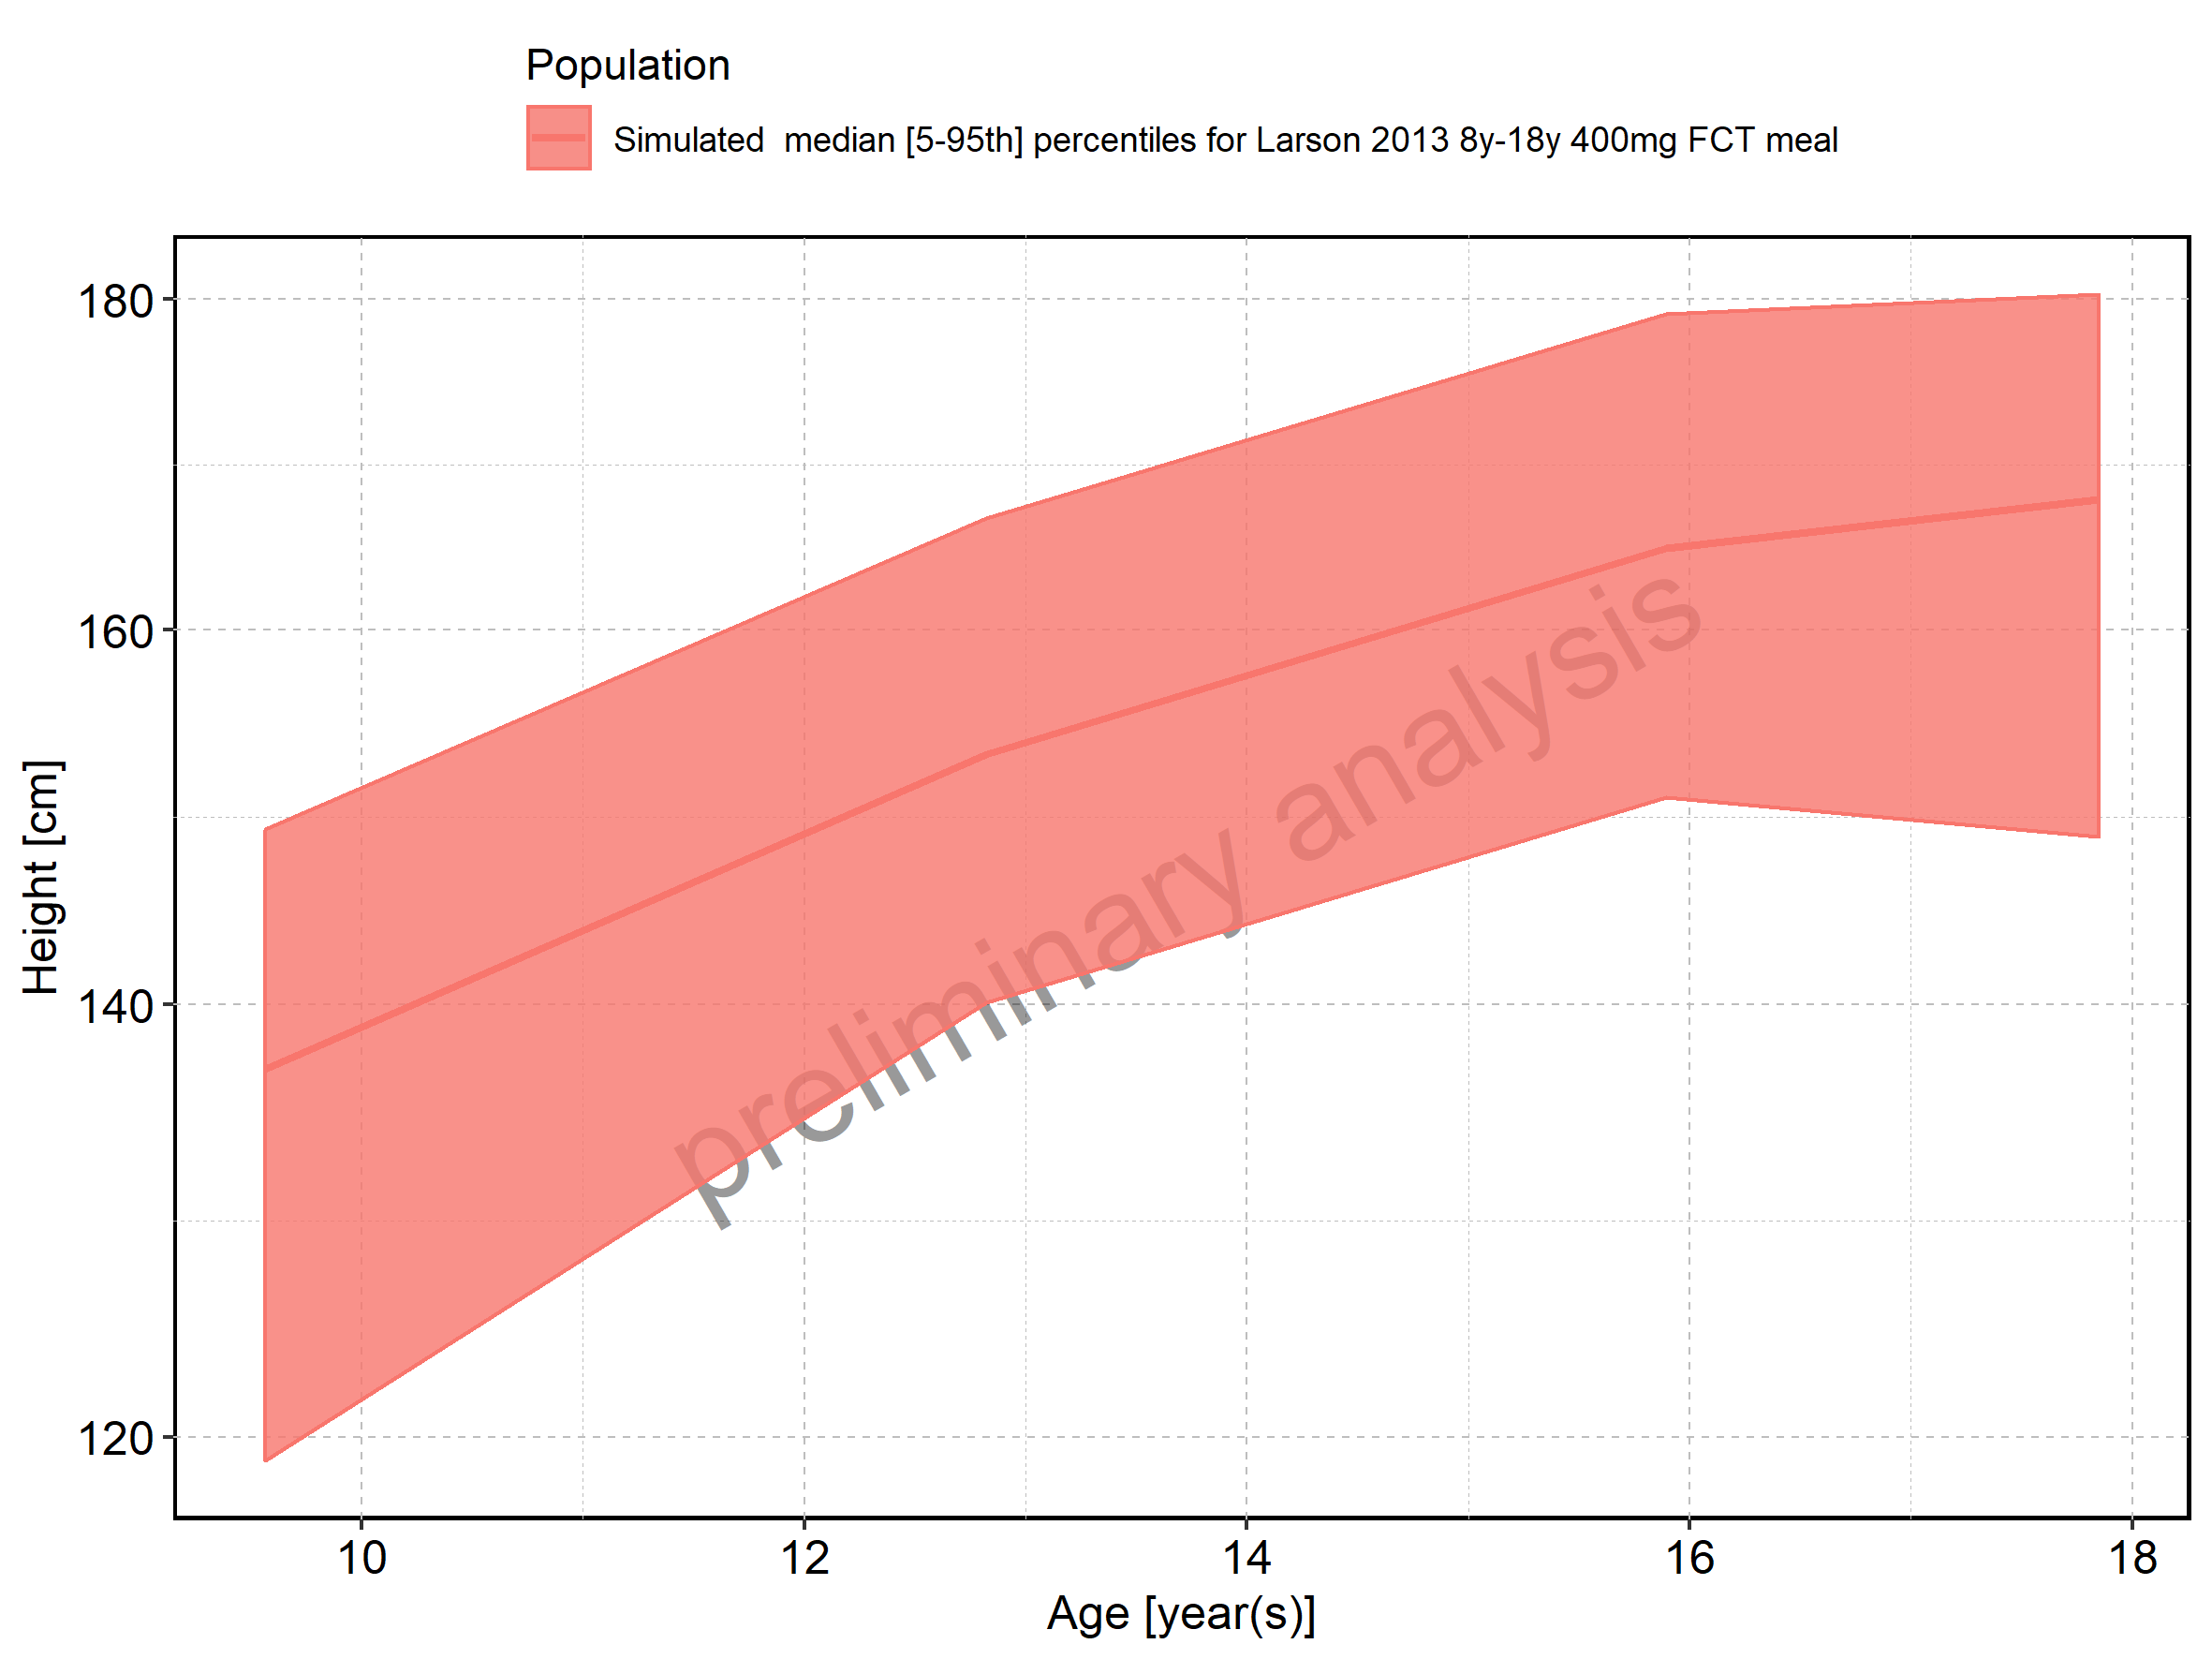 Population
Simulated  median [5-95th] percentiles for Larson 2013 8y-18y 400mg FCT meal
180
160
140
120
Height [cm]
preliminary analysis
10 12 14 16 18
Age [year(s)]